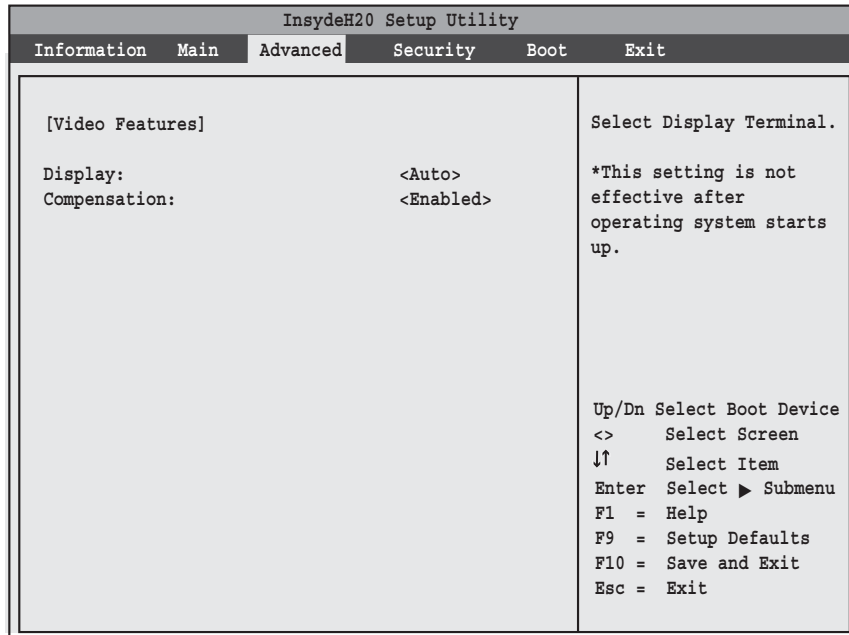 InsydeH20 Setup Utility
Information Main Advanced Security Boot Exit
[Video Features]
Display: <Auto>
Compensation: <Enabled>
Select Display Terminal.
*This setting is not
effective after
operating system starts
up.
Up/Dn Select Boot Device
<> Select Screen
↓↑ Select Item
Enter Select ▶ Submenu
F1 = Help
F9 = Setup Defaults
F10 = Save and Exit
Esc = Exit